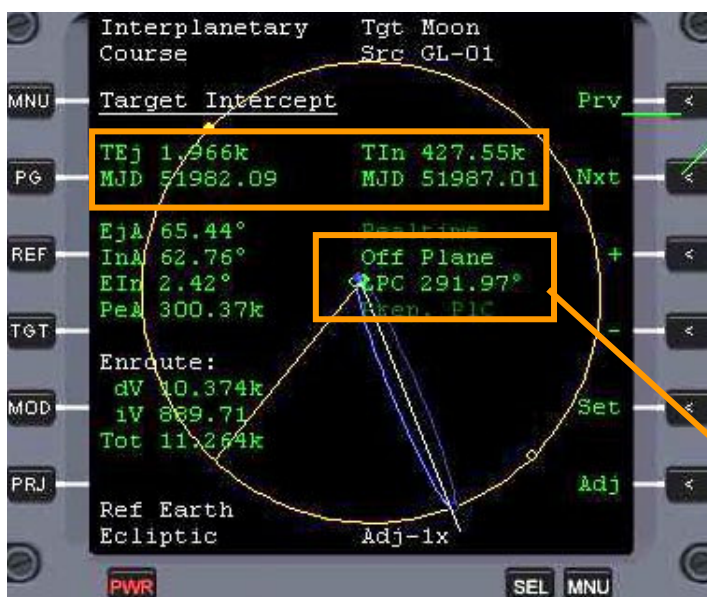 Interplanetary Tgt Moon
Course Src GL-01
MNU Target Intercept Prv <
TEj 1.966k TIn 427.55k
PG MJD 51982.09 MJD 51987.01 Nxt <
EjA 65.44° Realtime
REF InA 62.76° Off Plane + <
EIn 2.42° LPC 291.97°
PeA 300.37k
TGT - <
Enroute:
dV 10.374k
MOD iV 889.71 Set <
Tot 11.264k
PRJ Adj <
Ref Earth
Ecliptic Adj-1x
PWR SEL MNU